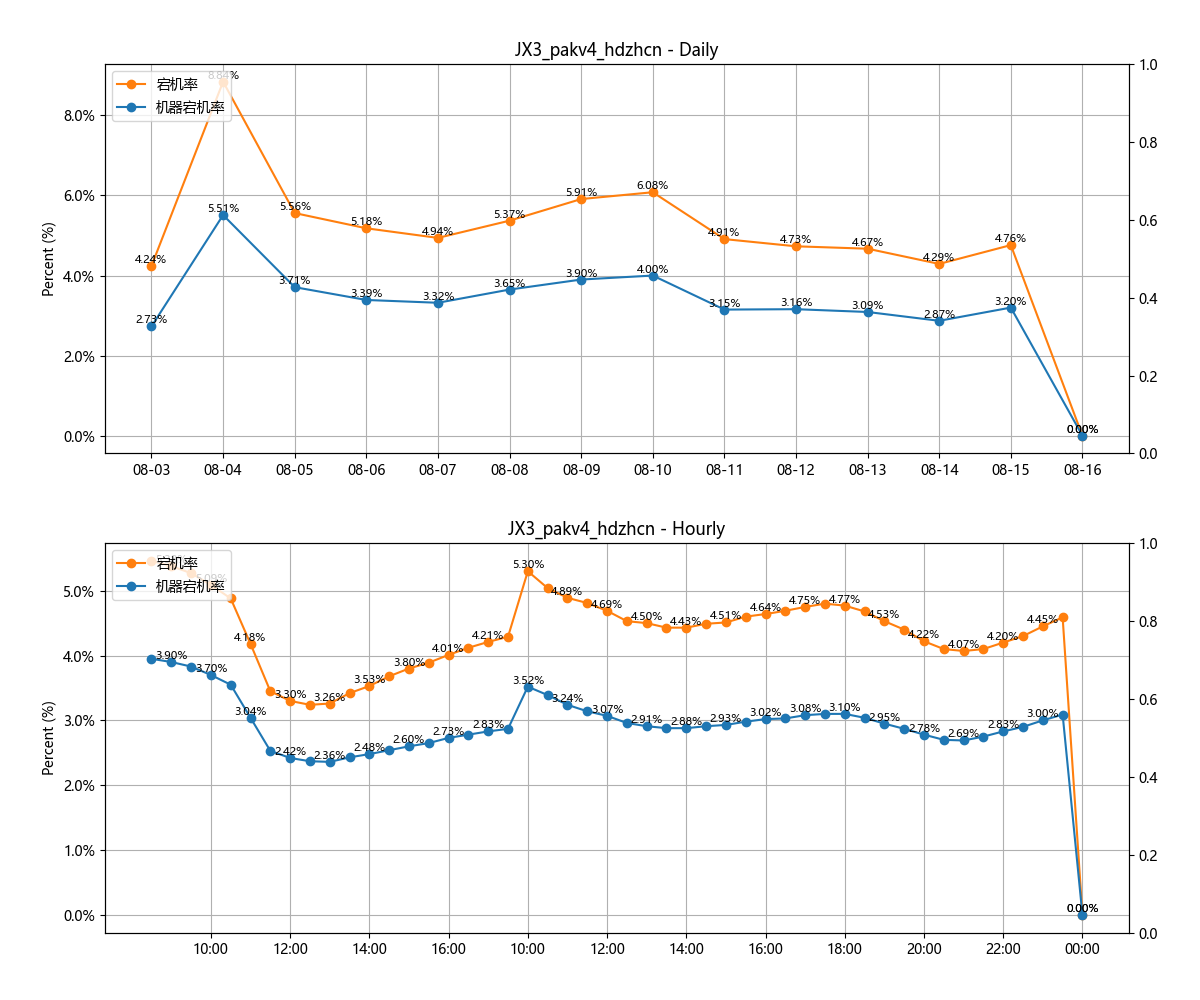 JX3_pakv4_hdzhcn - Daily
宕机率
机器宕机率
Percent (%)
8.0%
6.0%
4.0%
2.0%
0.0%
1.0
0.8
0.6
0.4
0.2
0.0
4.24% 8.84% 5.56% 5.18% 4.94% 5.37% 5.91% 6.08% 4.91% 4.73% 4.67% 4.29% 4.76% 0.00%
2.73% 5.51% 3.71% 3.39% 3.32% 3.65% 3.90% 4.00% 3.15% 3.16% 3.09% 2.87% 3.20% 0.00%
08-03 08-04 08-05 08-06 08-07 08-08 08-09 08-10 08-11 08-12 08-13 08-14 08-15 08-16
JX3_pakv4_hdzhcn - Hourly
宕机率
机器宕机率
Percent (%)
5.0%
4.0%
3.0%
2.0%
1.0%
0.0%
1.0
0.8
0.6
0.4
0.2
0.0
4.18% 3.30% 3.26% 3.53% 3.80% 4.01% 4.21% 5.30% 4.89% 4.69% 4.50% 4.43% 4.51% 4.64% 4.75% 4.77% 4.53% 4.22% 4.07% 4.20% 4.45% 0.00%
3.90% 3.70% 3.04% 2.42% 2.36% 2.48% 2.60% 2.73% 2.83% 3.52% 3.24% 3.07% 2.91% 2.88% 2.93% 3.02% 3.08% 3.10% 2.95% 2.78% 2.69% 2.83% 3.00% 0.00%
10:00 12:00 14:00 16:00 10:00 12:00 14:00 16:00 18:00 20:00 22:00 00:00